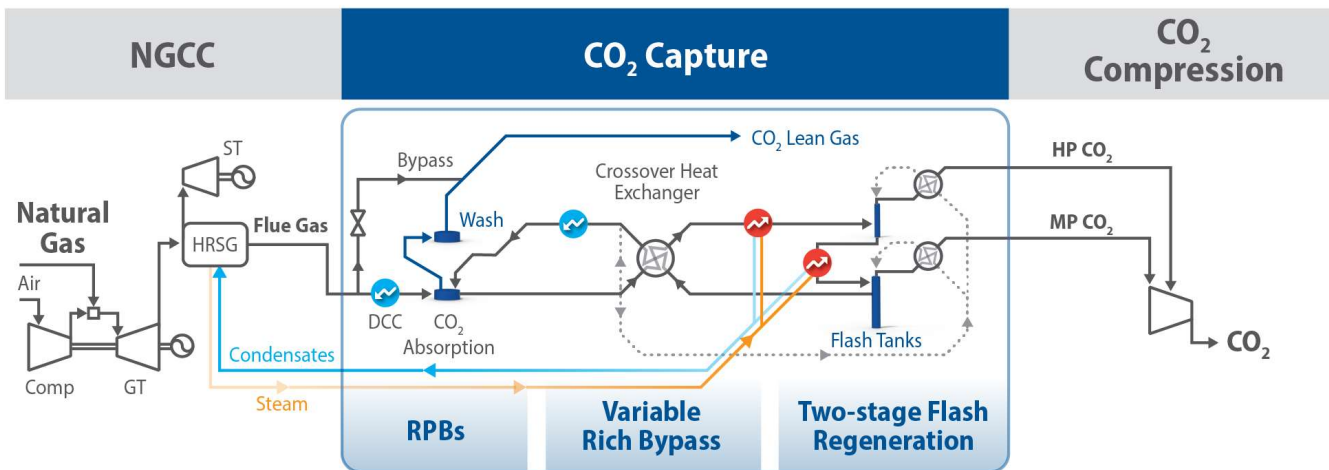 NGCC
CO₂ Capture
CO₂
Compression
ST
Bypass
CO₂ Lean Gas
HP CO₂
Crossover Heat
Exchanger
Natural
Gas
Flue Gas
Wash
MP CO₂
HRSG
Air
DCC
CO₂
Absorption
Flash Tanks
CO₂
Condensates
Comp
GT
Steam
RPBs
Variable
Rich Bypass
Two-stage Flash
Regeneration